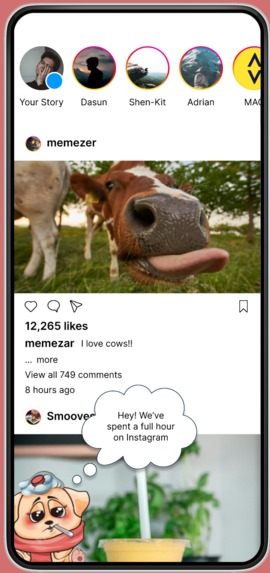 Your Story
Dasun
Shen-Kit
Adrian
MAG
memezer
12,265 likes
memezar I love cows!!
... more
View all 749 comments
8 hours ago
Smooves
Hey! We've
spent a full hour
on Instagram